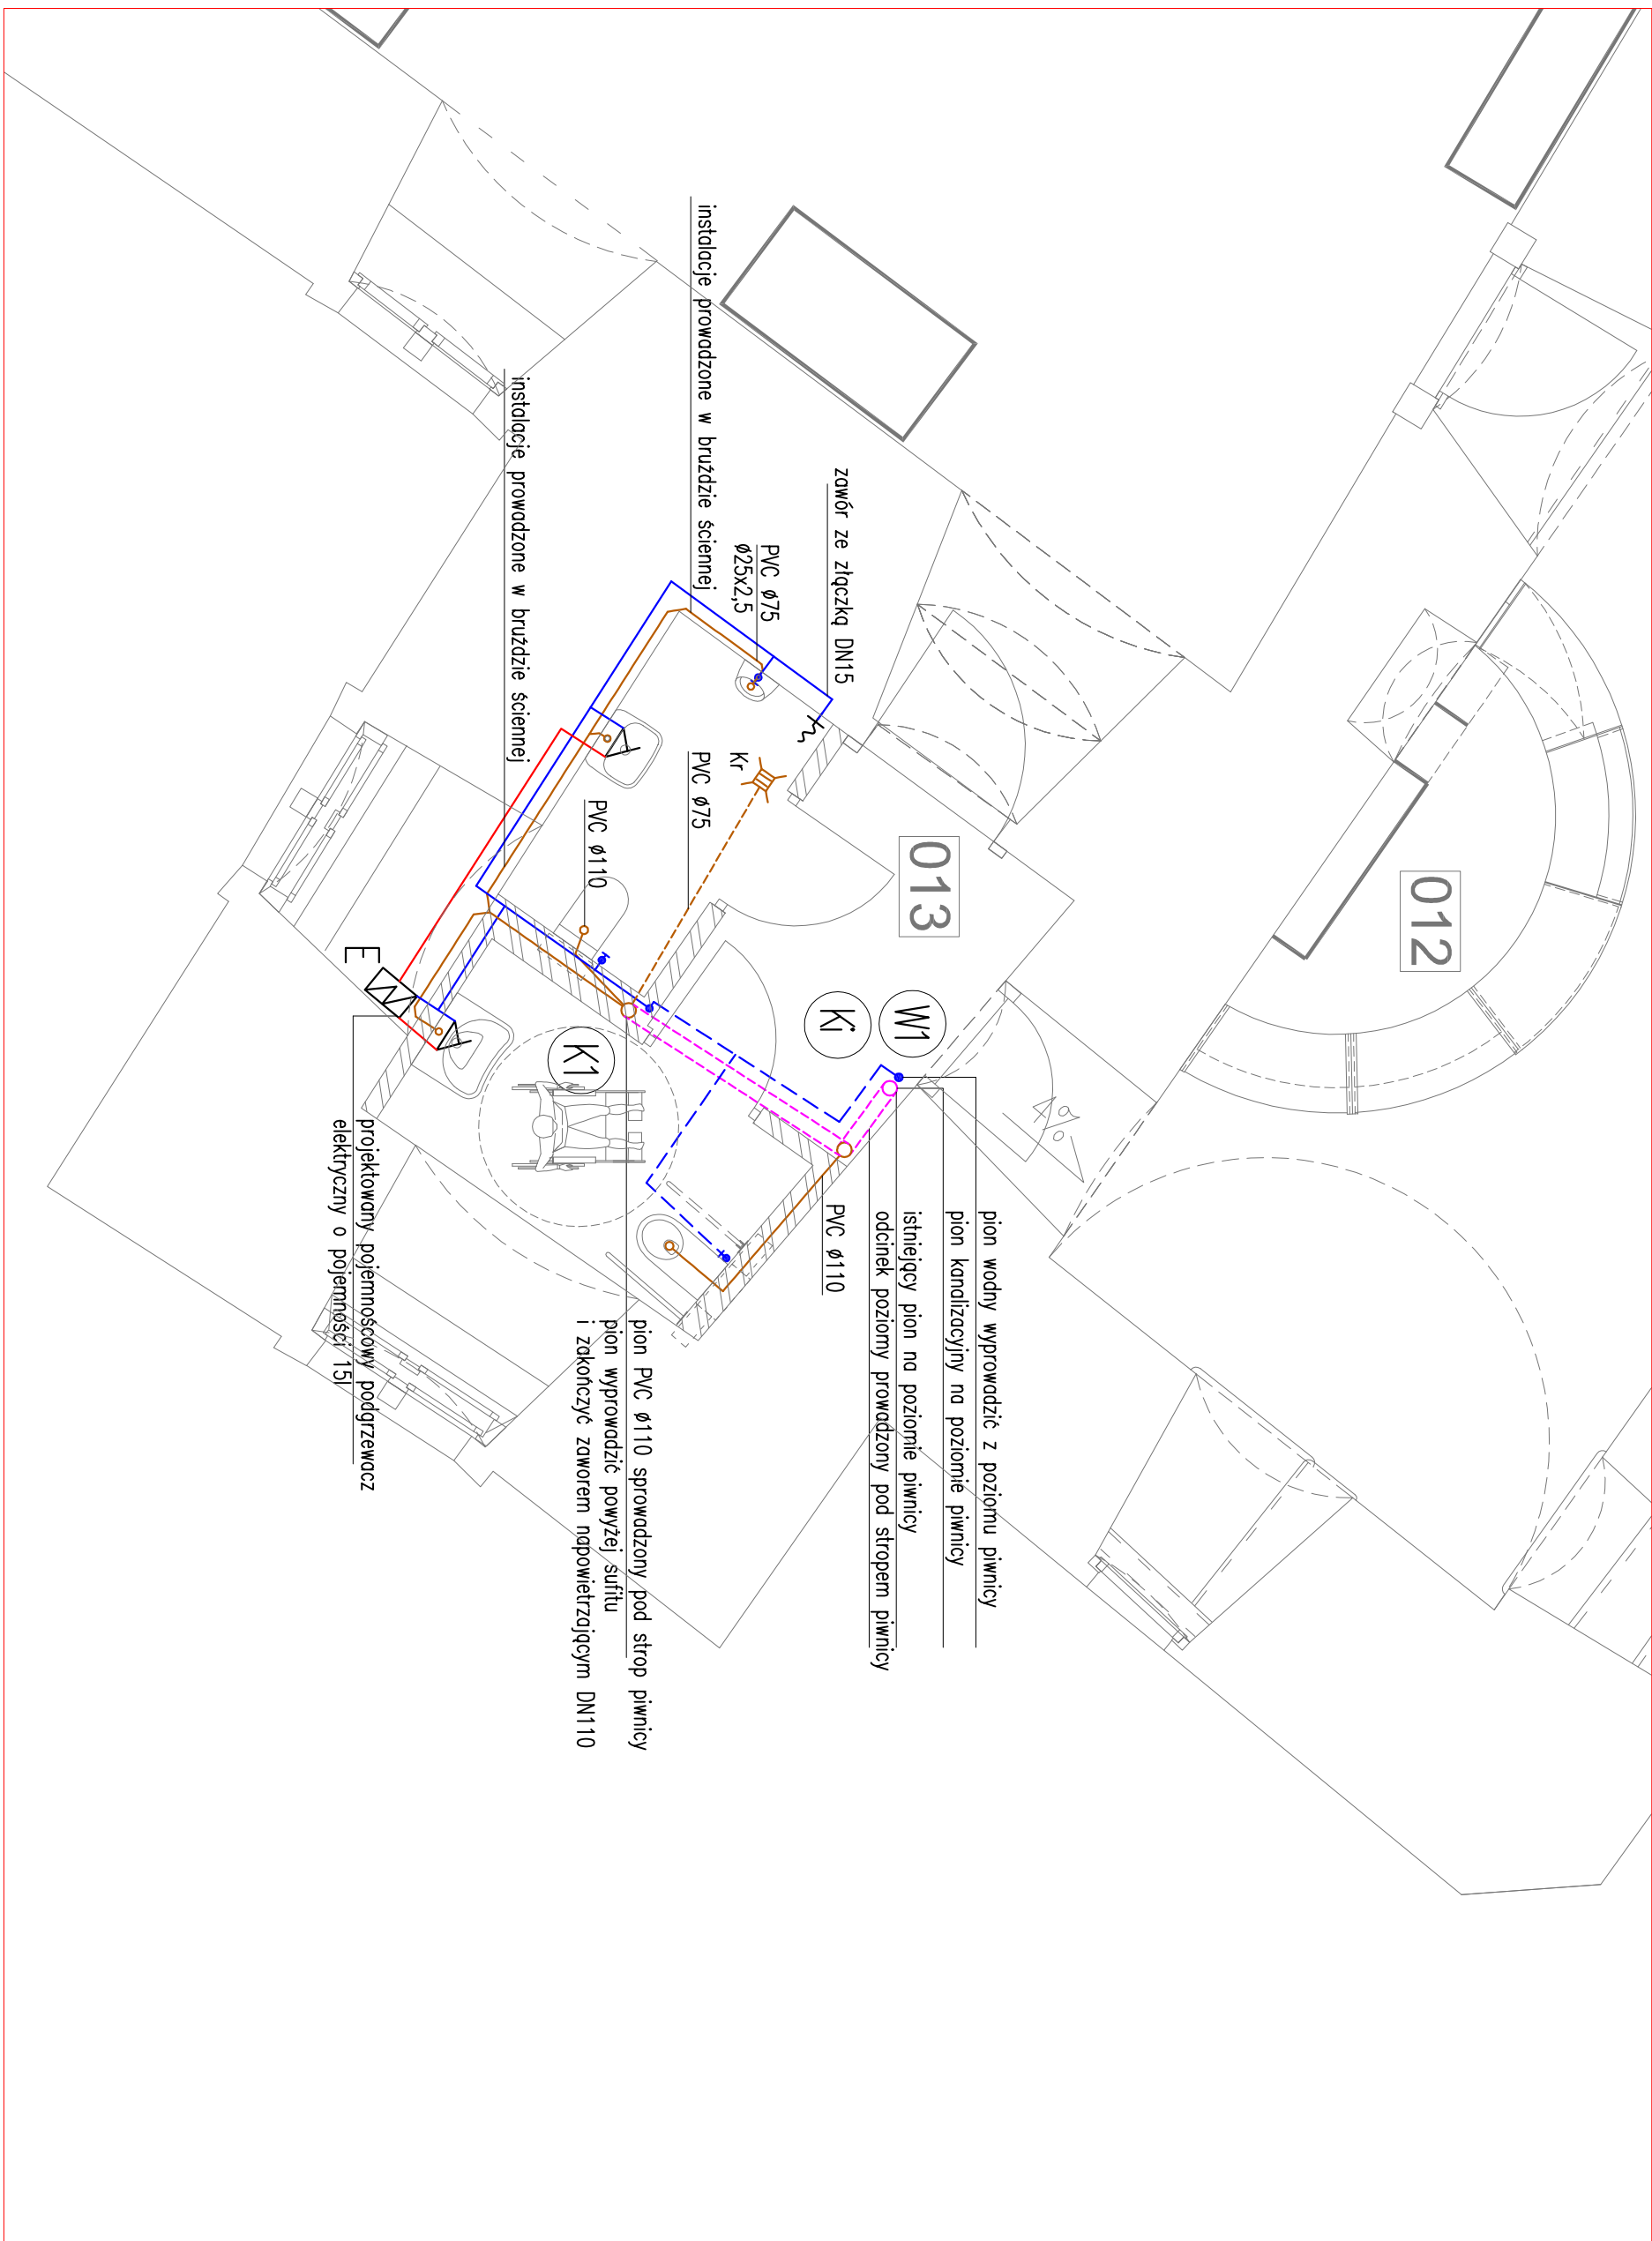 012
013
W1
Ki
pion wodny wyprowadzić z poziomu piwnicy
pion kanalizacyjny na poziomie piwnicy
istniejący pion na poziomie piwnicy
odcinek poziomy prowadzony pod stropem piwnicy
zawór ze złączką DN15
PVC ø110
PVC ø75
ø25x2,5
Kr
PVC ø75
instalacje prowadzone w bruździe ściennej
pion PVC ø110 sprowadzony pod strop piwnicy
pion wyprowadzić powyżej sufitu
i zakończyć zaworem napowietrzającym DN110
PVC ø110
K1
instalacje prowadzone w bruździe ściennej
E
projektowany pojemnościowy podgrzewacz
elektryczny o pojemności 15l